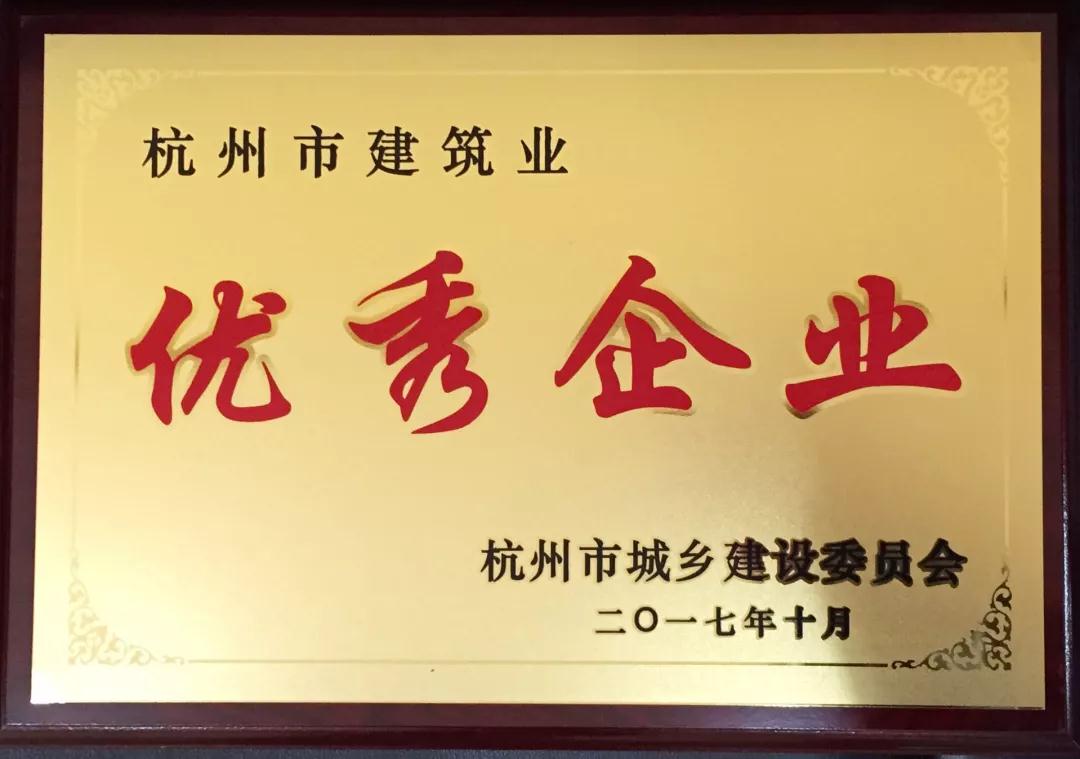 杭州市建筑业
优秀企业
杭州市城乡建设委员会
二〇一七年十月